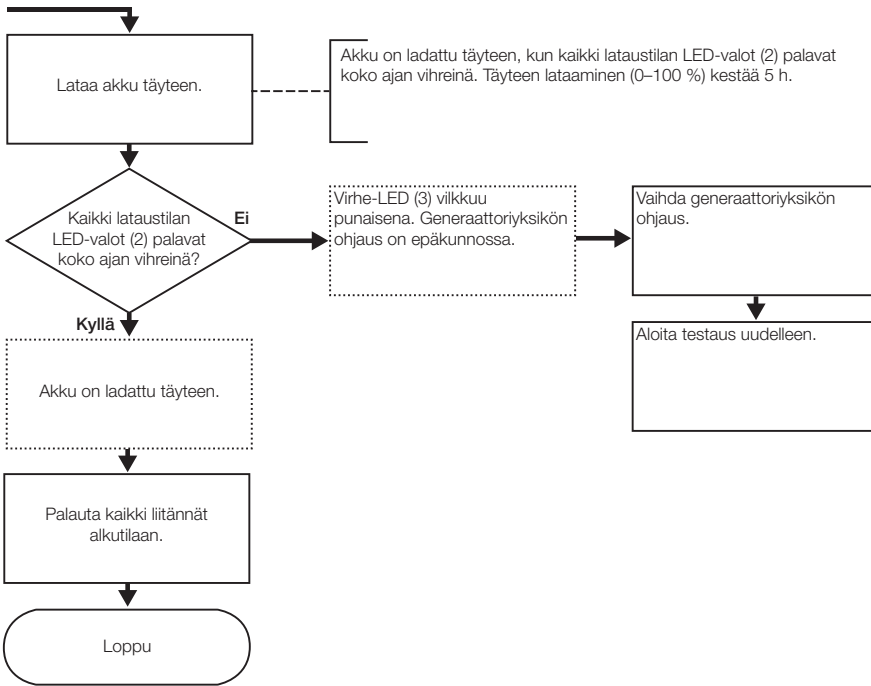 Lataa akku täyteen.
Akku on ladattu täyteen, kun kaikki lataustilan LED-valot (2) palavat
koko ajan vihreinä. Täyteen lataaminen (0–100 %) kestää 5 h.
Kaikki lataustilan
LED-valot (2) palavat
koko ajan vihreinä?
Ei
Virhe-LED (3) vilkkuu
punaisena. Generaattoriyksikön
ohjaus on epäkunnossa.
Vaihda generaattoriyksikön
ohjaus.
Kyllä
Aloita testaus uudelleen.
Akku on ladattu täyteen.
Palauta kaikki liitännät
alkutilaan.
Loppu